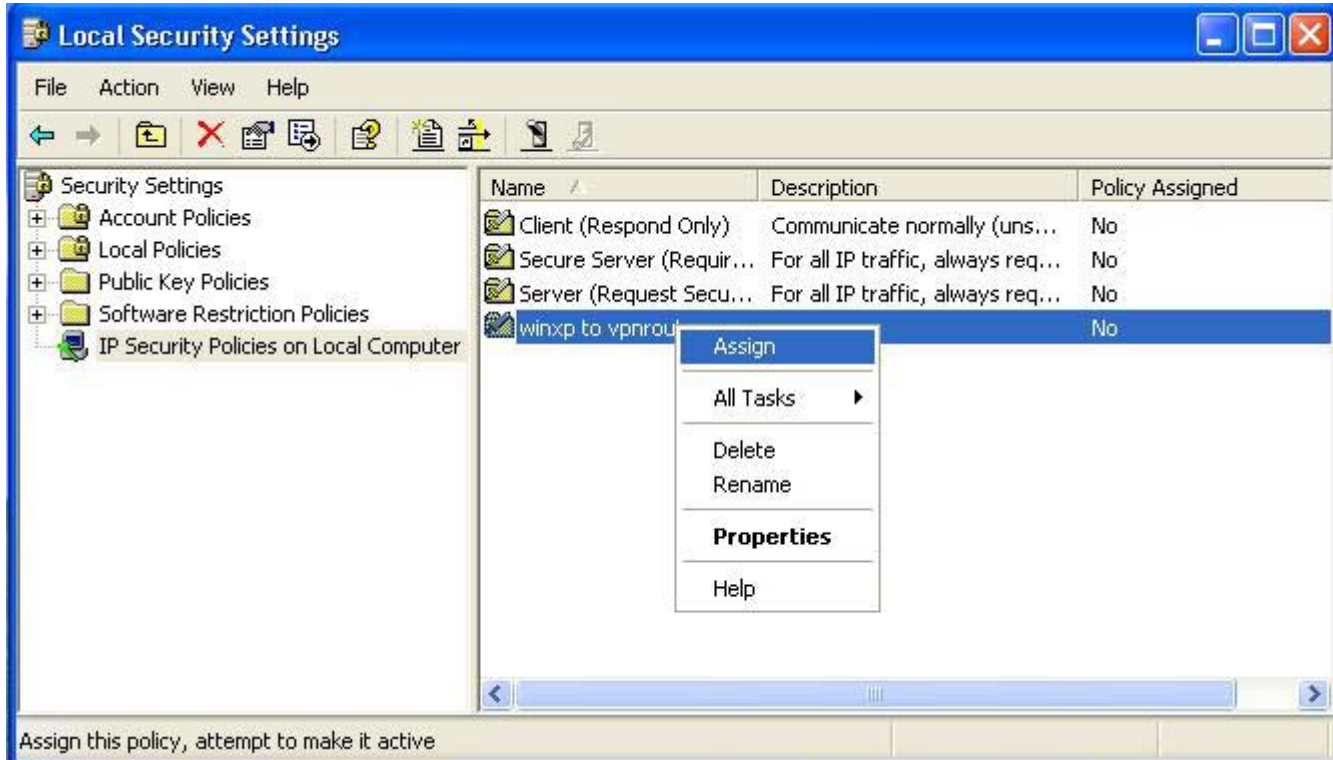 Local Security Settings
File Action View Help
Security Settings
Account Policies
Local Policies
Public Key Policies
Software Restriction Policies
IP Security Policies on Local Computer
Name Description Policy Assigned
Client (Respond Only) Communicate normally (uns... No
Secure Server (Requir... For all IP traffic, always req... No
Server (Request Secu... For all IP traffic, always req... No
winxp to No
Assign
All Tasks
Delete
Rename
Properties
Help
Assign this policy, attempt to make it active